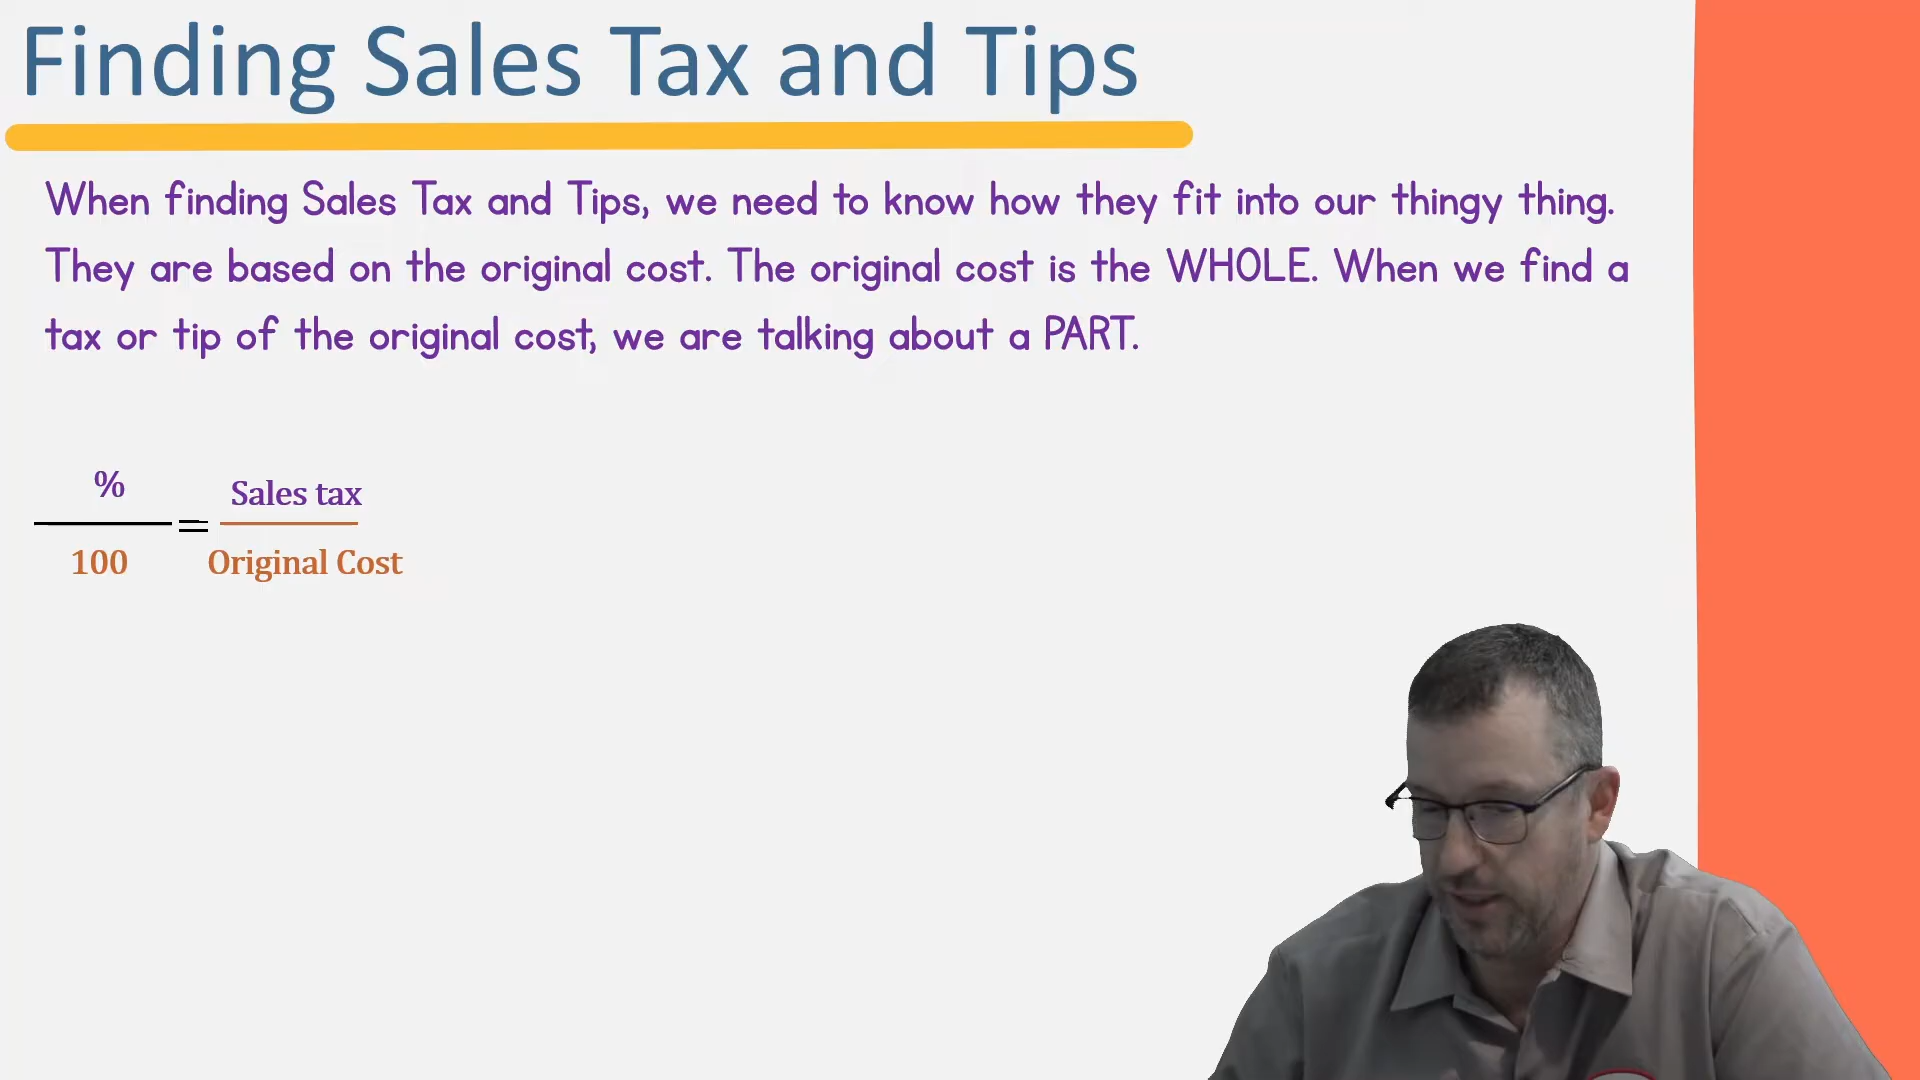 Finding Sales Tax and Tips
When finding Sales Tax and Tips, we need to know how they fit into our thingy thing.
They are based on the original cost. The original cost is the WHOLE. When we find a
tax or tip of the original cost, we are talking about a PART.
% = Sales tax
100 Original Cost